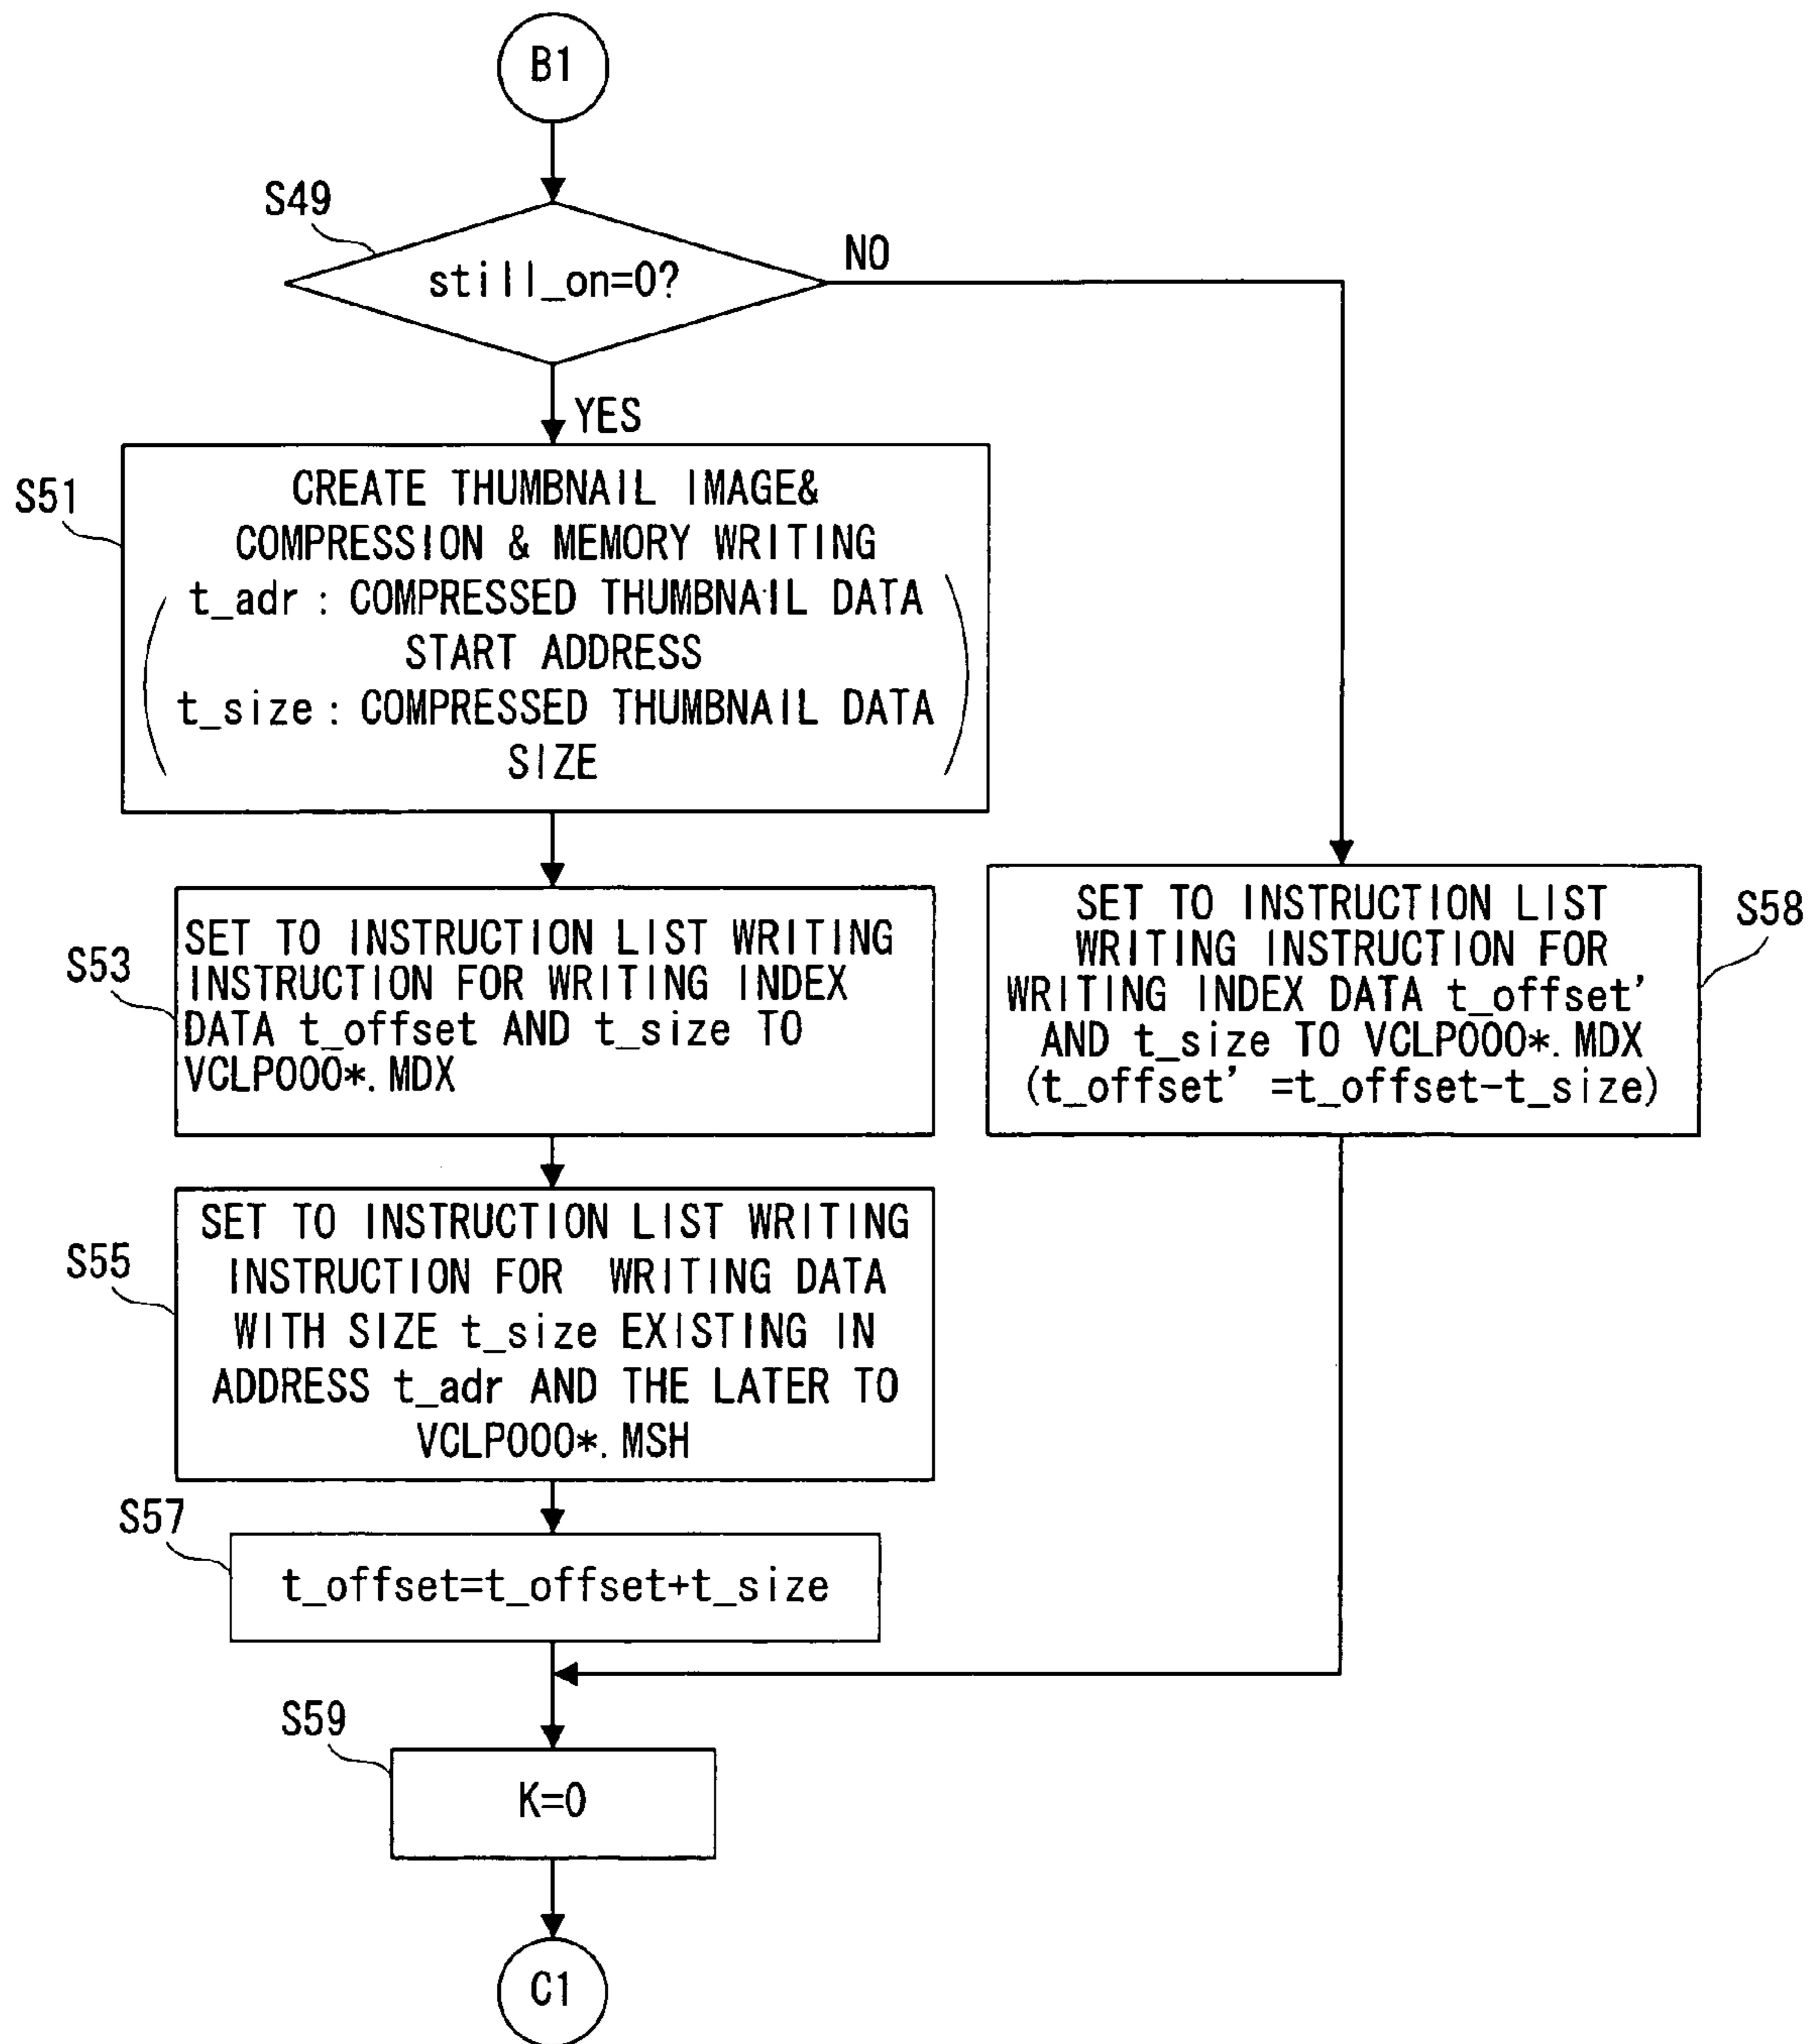 B1
S49
still_on=0?
NO
YES
S51
CREATE THUMBNAIL IMAGE&
COMPRESSION & MEMORY WRITING
t_adr : COMPRESSED THUMBNAIL DATA
START ADDRESS
t_size : COMPRESSED THUMBNAIL DATA
SIZE
S53
SET TO INSTRUCTION LIST WRITING
INSTRUCTION FOR WRITING INDEX
DATA t_offset AND t_size TO
VCLP000*.MDX
S58
SET TO INSTRUCTION LIST
WRITING INSTRUCTION FOR
WRITING INDEX DATA t_offset'
AND t_size TO VCLP000*.MDX
(t_offset' =t_offset-t_size)
S55
SET TO INSTRUCTION LIST WRITING
INSTRUCTION FOR WRITING DATA
WITH SIZE t_size EXISTING IN
ADDRESS t_adr AND THE LATER TO
VCLP000*.MSH
S57
t_offset=t_offset+t_size
S59
K=0
C1